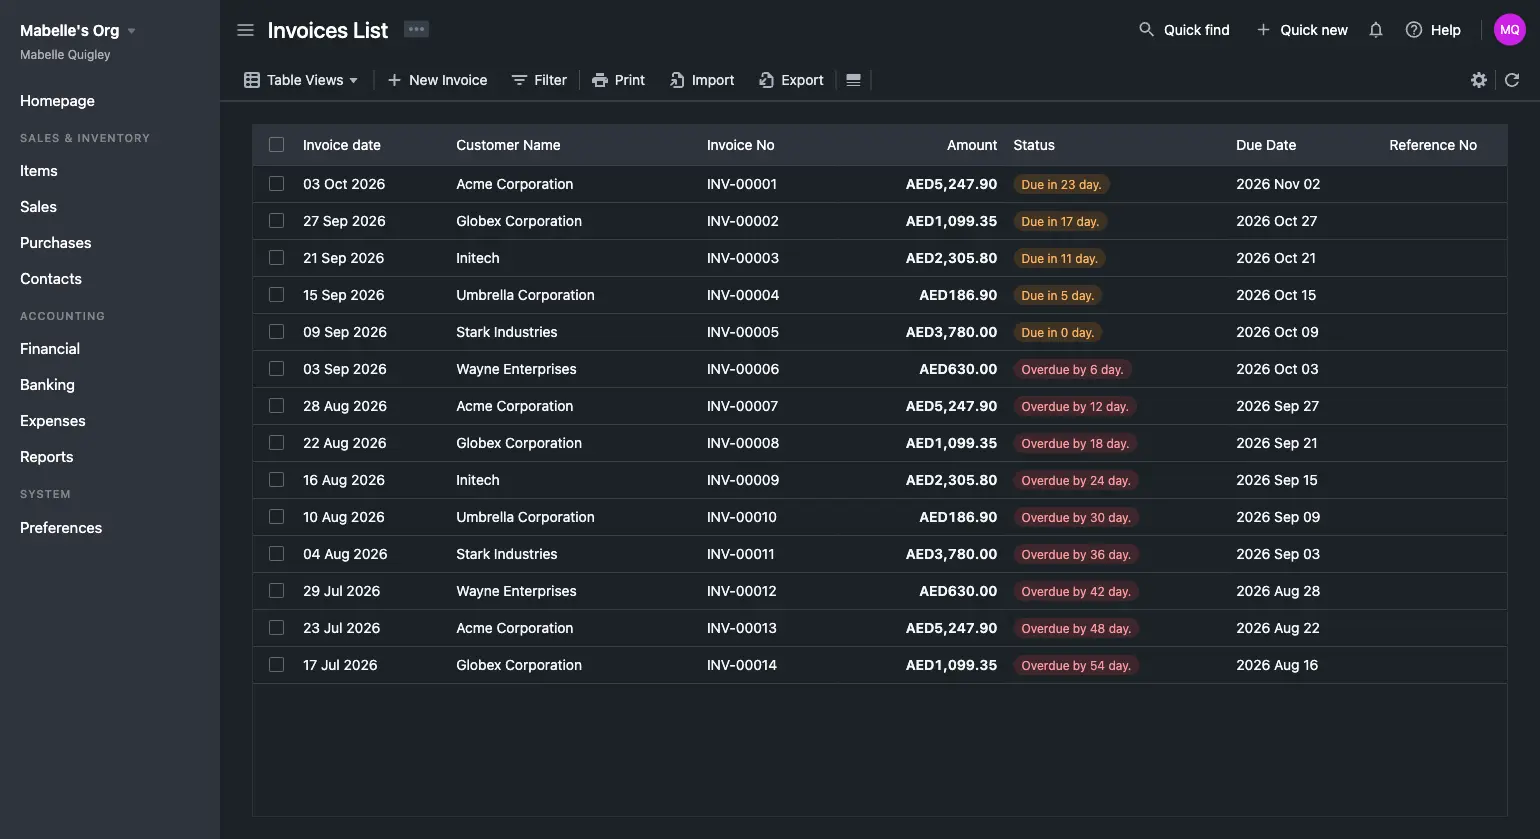 Mabelle's Org
Mabelle Quigley
Homepage
SALES & INVENTORY
Items
Sales
Purchases
Contacts
ACCOUNTING
Financial
Banking
Expenses
Reports
SYSTEM
Preferences
Invoices List
Quick find
Quick new
Help
MQ
Table Views
New Invoice
Filter
Print
Import
Export
Invoice date Customer Name Invoice No Amount Status Due Date Reference No
03 Oct 2026 Acme Corporation INV-00001 AED5,247.90 Due in 23 day. 2026 Nov 02
27 Sep 2026 Globex Corporation INV-00002 AED1,099.35 Due in 17 day. 2026 Oct 27
21 Sep 2026 Initech INV-00003 AED2,305.80 Due in 11 day. 2026 Oct 21
15 Sep 2026 Umbrella Corporation INV-00004 AED186.90 Due in 5 day. 2026 Oct 15
09 Sep 2026 Stark Industries INV-00005 AED3,780.00 Due in 0 day. 2026 Oct 09
03 Sep 2026 Wayne Enterprises INV-00006 AED630.00 Overdue by 6 day. 2026 Oct 03
28 Aug 2026 Acme Corporation INV-00007 AED5,247.90 Overdue by 12 day. 2026 Sep 27
22 Aug 2026 Globex Corporation INV-00008 AED1,099.35 Overdue by 18 day. 2026 Sep 21
16 Aug 2026 Initech INV-00009 AED2,305.80 Overdue by 24 day. 2026 Sep 15
10 Aug 2026 Umbrella Corporation INV-00010 AED186.90 Overdue by 30 day. 2026 Sep 09
04 Aug 2026 Stark Industries INV-00011 AED3,780.00 Overdue by 36 day. 2026 Sep 03
29 Jul 2026 Wayne Enterprises INV-00012 AED630.00 Overdue by 42 day. 2026 Aug 28
23 Jul 2026 Acme Corporation INV-00013 AED5,247.90 Overdue by 48 day. 2026 Aug 22
17 Jul 2026 Globex Corporation INV-00014 AED1,099.35 Overdue by 54 day. 2026 Aug 16